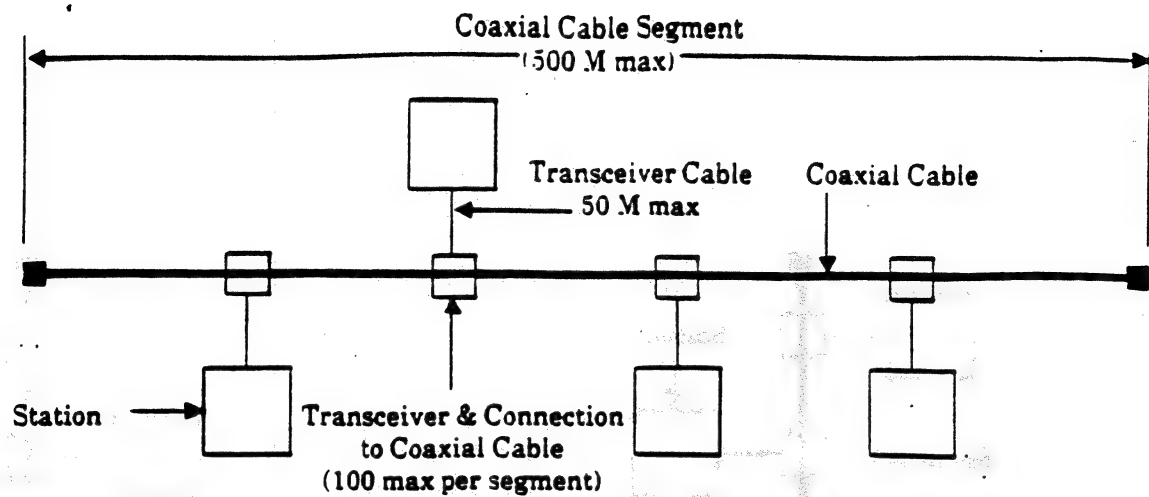 Coaxial Cable Segment
(500 M max)
Transceiver Cable
50 M max
Coaxial Cable
Station
Transceiver & Connection
to Coaxial Cable
(100 max per segment)